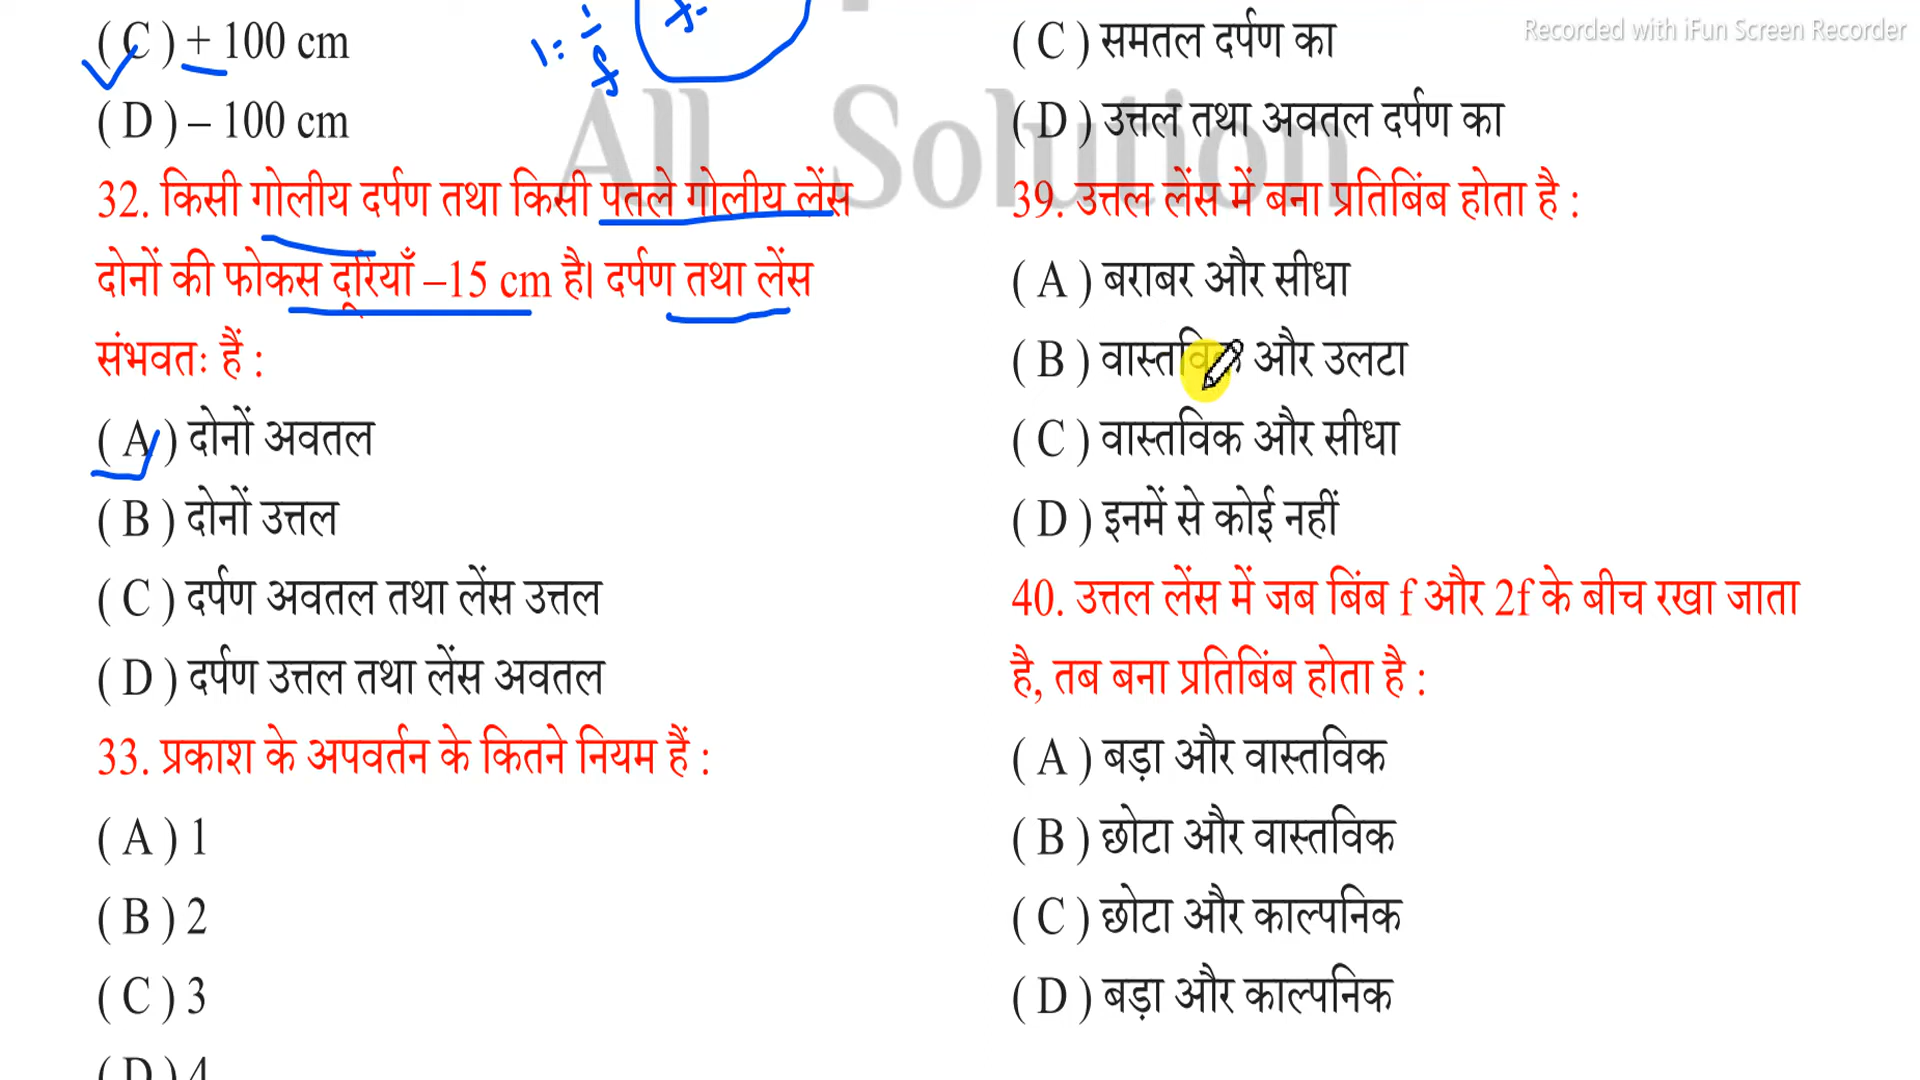 ( C ) + 100 cm
( D ) – 100 cm
32. किसी गोलीय दर्पण तथा किसी पतले गोलीय लेंस
दोनों की फोकस दूरियाँ –15 cm है। दर्पण तथा लेंस
संभवतः हैं :
( A ) दोनों अवतल
( B ) दोनों उत्तल
( C ) दर्पण अवतल तथा लेंस उत्तल
( D ) दर्पण उत्तल तथा लेंस अवतल
33. प्रकाश के अपवर्तन के कितने नियम हैं :
( A ) 1
( B ) 2
( C ) 3
( D ) 4
1 = 1/f
All Solution
Recorded with iFun Screen Recorder
( C ) समतल दर्पण का
( D ) उत्तल तथा अवतल दर्पण का
39. उत्तल लेंस में बना प्रतिबिंब होता है :
( A ) बराबर और सीधा
( B ) वास्तविक और उलटा
( C ) वास्तविक और सीधा
( D ) इनमें से कोई नहीं
40. उत्तल लेंस में जब बिंब f और 2f के बीच रखा जाता
है, तब बना प्रतिबिंब होता है :
( A ) बड़ा और वास्तविक
( B ) छोटा और वास्तविक
( C ) छोटा और काल्पनिक
( D ) बड़ा और काल्पनिक